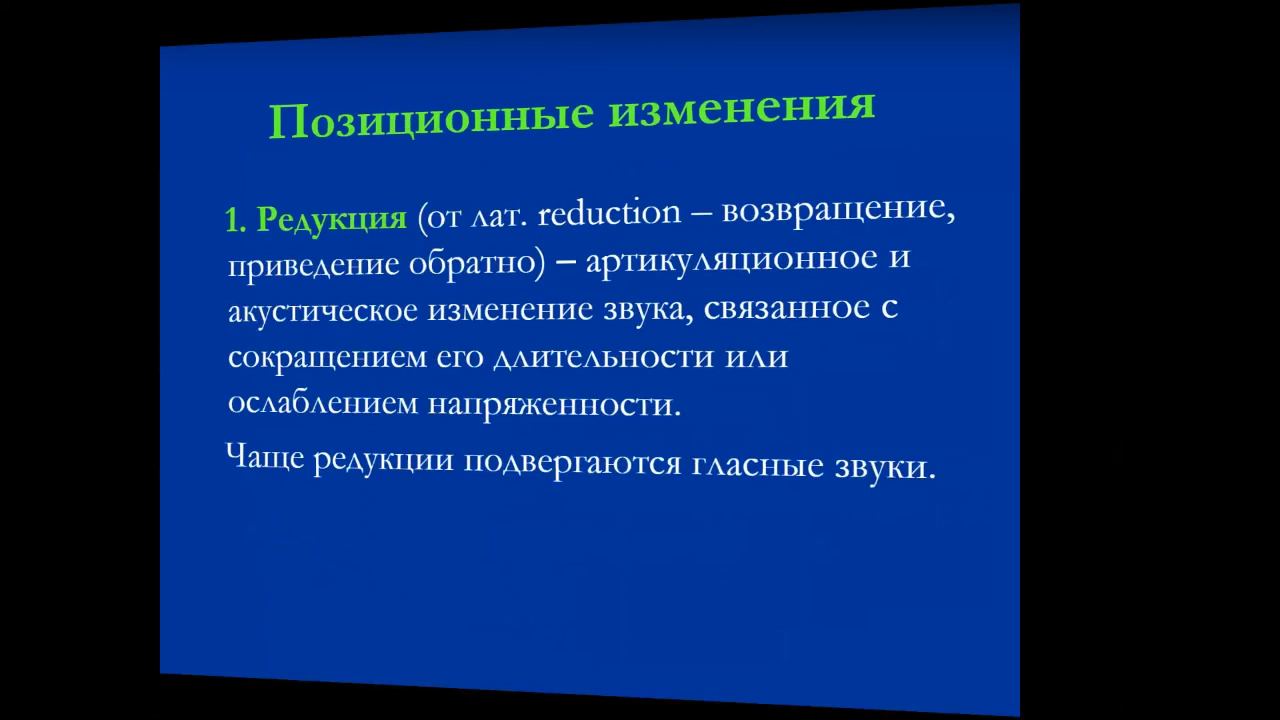 Позиционные изменения
1. Редукция (от лат. reduction – возвращение,
приведение обратно) – артикуляционное и
акустическое изменение звука, связанное с
сокращением его длительности или
ослаблением напряженности.
Чаще редукции подвергаются гласные звуки.